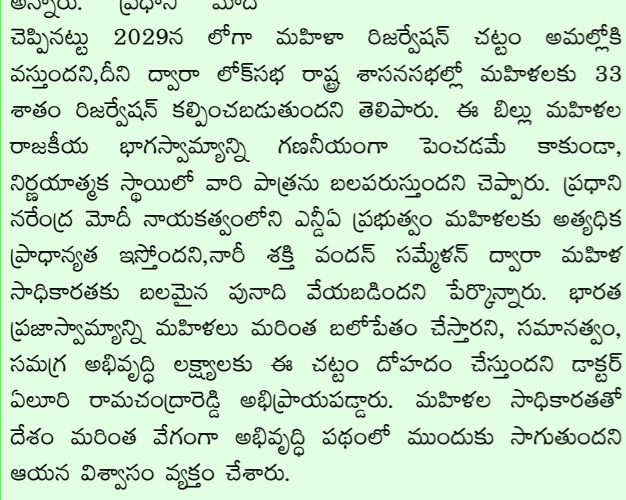 అన్నారు. ప్రధాని మోదీ
చెప్పినట్టు 2029న లోగా మహిళా రిజర్వేషన్ చట్టం అమల్లోకి
వస్తుందని,దీని ద్వారా లోక్‌సభ రాష్ట్ర శాసనసభల్లో మహిళలకు 33
శాతం రిజర్వేషన్ కల్పించబడుతుందని తెలిపారు. ఈ బిల్లు మహిళల
రాజకీయ భాగస్వామ్యాన్ని గణనీయంగా పెంచడమే కాకుండా,
నిర్ణయాత్మక స్థాయిలో వారి పాత్రను బలపరుస్తుందని చెప్పారు. ప్రధాని
నరేంద్ర మోదీ నాయకత్వంలోని ఎన్డీఏ ప్రభుత్వం మహిళలకు అత్యధిక
ప్రాధాన్యత ఇస్తోందని,నారీ శక్తి వందన్ సమ్మేళన్ ద్వారా మహిళ
సాధికారతకు బలమైన పునాది వేయబడిందని పేర్కొన్నారు. భారత
ప్రజాస్వామ్యాన్ని మహిళలు మరింత బలోపేతం చేస్తారని, సమానత్వం,
సమగ్ర అభివృద్ధి లక్ష్యాలకు ఈ చట్టం దోహదం చేస్తుందని డాక్టర్
ఏలూరి రామచంద్రారెడ్డి అభిప్రాయపడ్డారు. మహిళల సాధికారతతో
దేశం మరింత వేగంగా అభివృద్ధి పథంలో ముందుకు సాగుతుందని
ఆయన విశ్వాసం వ్యక్తం చేశారు.